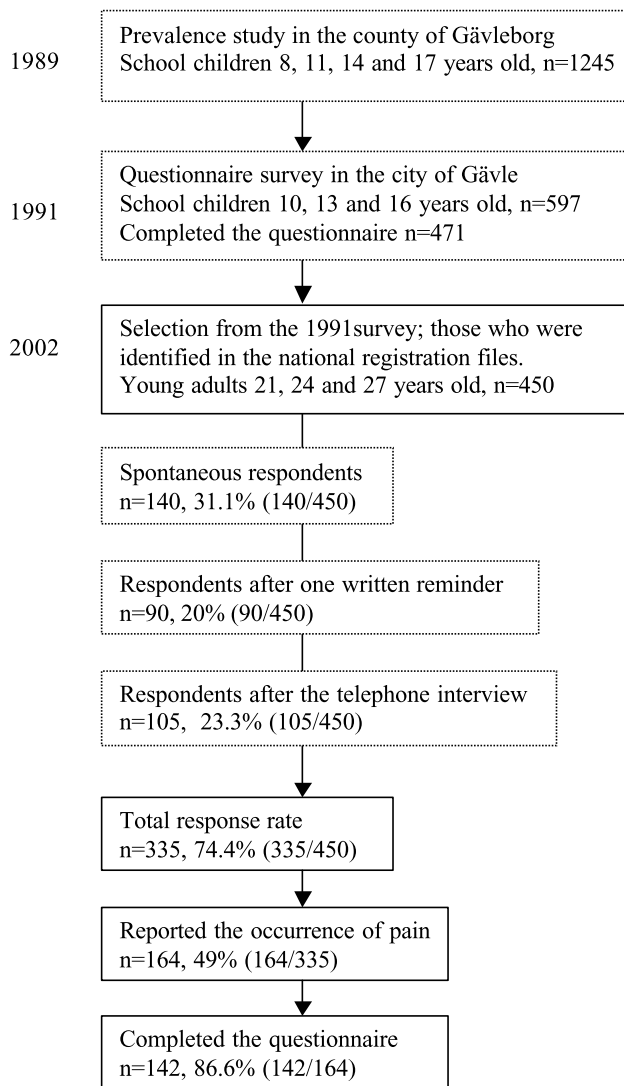 1989
Prevalence study in the county of Gävleborg
School children 8, 11, 14 and 17 years old, n=1245
1991
Questionnaire survey in the city of Gävle
School children 10, 13 and 16 years old, n=597
Completed the questionnaire n=471
2002
Selection from the 1991survey; those who were
identified in the national registration files.
Young adults 21, 24 and 27 years old, n=450
Spontaneous respondents
n=140, 31.1% (140/450)
Respondents after one written reminder
n=90, 20% (90/450)
Respondents after the telephone interview
n=105,  23.3% (105/450)
Total response rate
n=335, 74.4% (335/450)
Reported the occurrence of pain
n=164, 49% (164/335)
Completed the questionnaire
n=142, 86.6% (142/164)